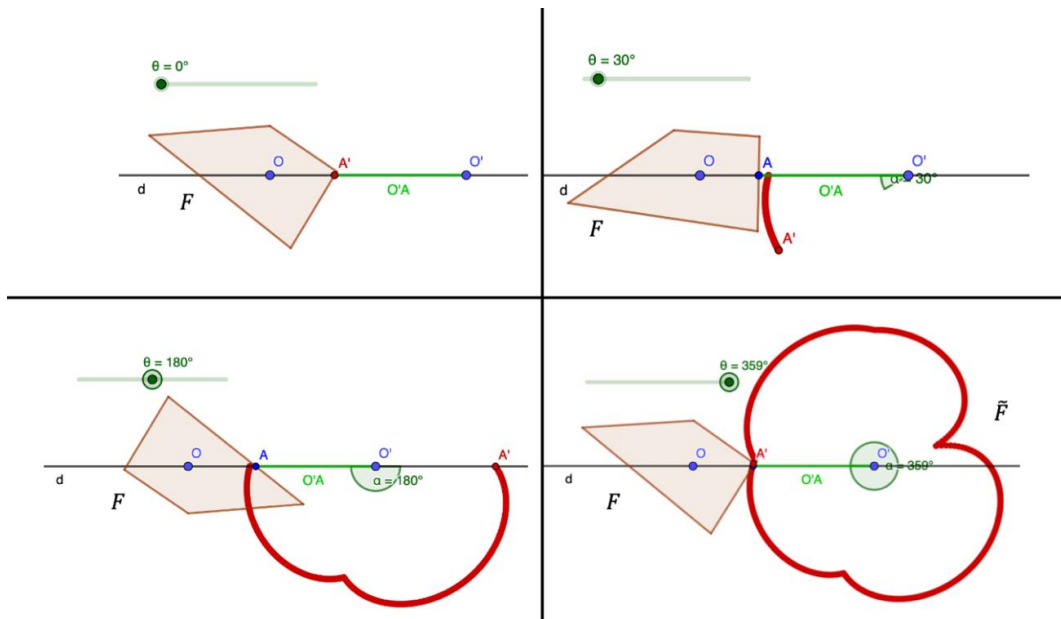 θ = 0°
O A' O'
d F O'A
θ = 30°
O A O'
d O'A α = 30°
F A'
θ = 180°
O A O' A'
d O'A α = 180°
F
θ = 359°
F̃
O A' O'
d O'A α = 359°
F